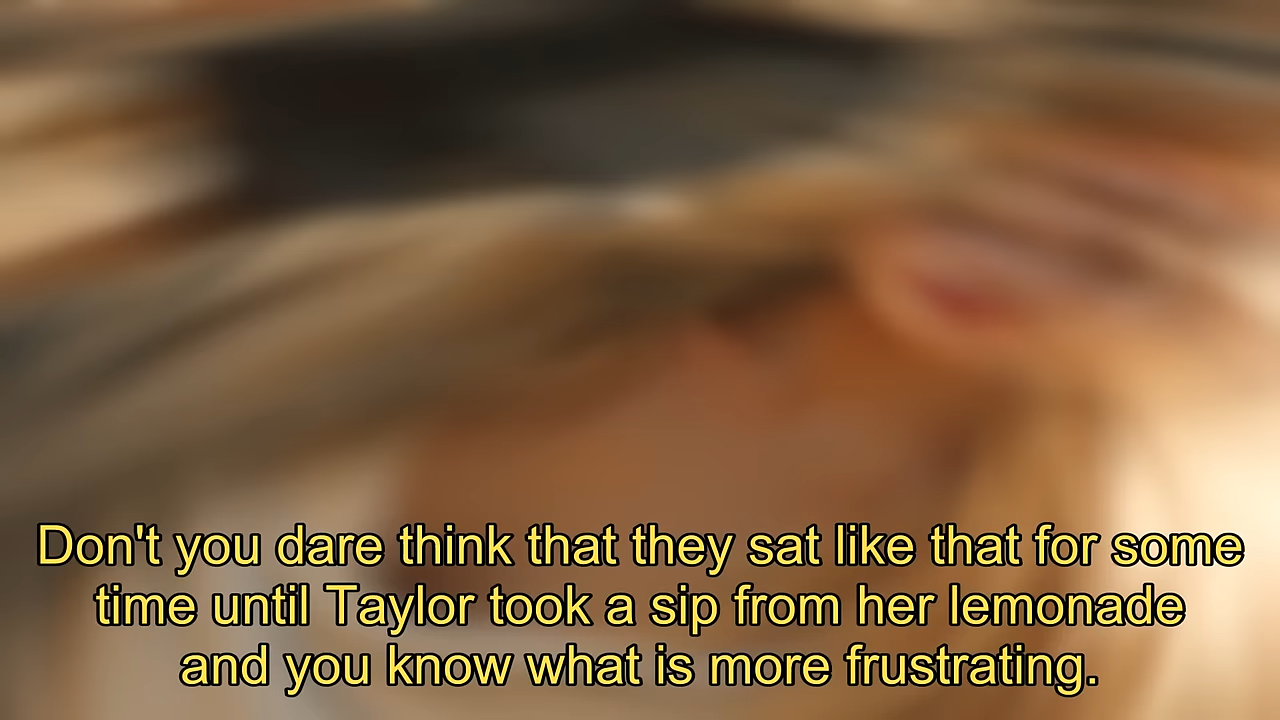 Don't you dare think that they sat like that for some
time until Taylor took a sip from her lemonade
and you know what is more frustrating.